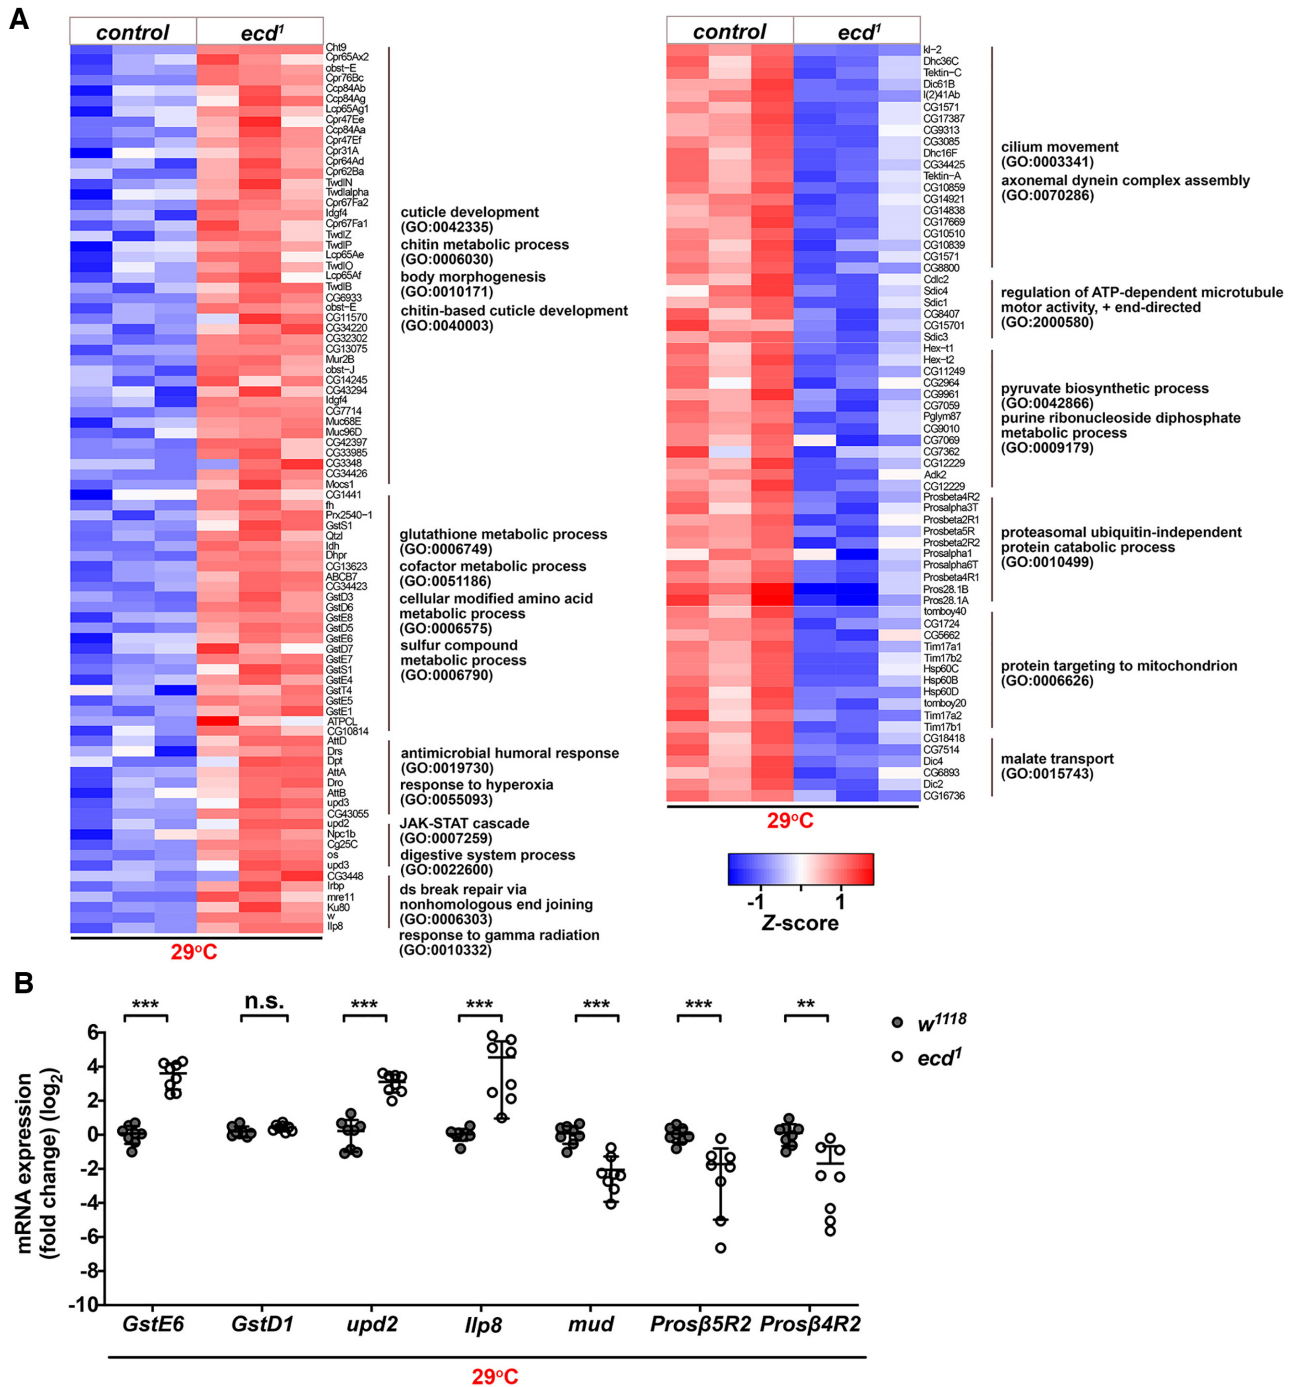 A
control ecd1
Cht9
Cpr65Ax2
obst-E
Cpr76Bc
Ccp84Ab
Ccp84Ag
Lcp65Ag1
Cpr47Ee
Ccp84Aa
Cpr47Ef
Cpr31A
Cpr64Ad
Cpr62Ba
TwdlN
Twdlalpha
Cpr67Fa2
Idgf4
Cpr67Fa1
TwdlZ
TwdlP
Lcp65Ae
TwdlO
Lcp65Af
TwdlB
CG6933
obst-E
CG11570
CG34220
CG32302
CG13075
Mur2B
obst-J
CG14245
CG43294
Idgf4
CG7714
Muc68E
Muc96D
CG42397
CG33985
CG3348
CG34426
Mocs1
CG1441
fh
Prx2540-1
GstS1
Qtzl
Idh
Dhpr
CG13623
ABCB7
CG34423
GstD3
GstD6
GstE8
GstD5
GstE6
GstD7
GstE7
GstS1
GstE4
GstT4
GstE5
GstE1
ATPCL
CG10814
AttD
Drs
Dpt
AttA
Dro
AttB
upd3
CG43055
upd2
Npc1b
Cg25C
os
upd3
CG3448
Irbp
mre11
Ku80
w
Ilp8
29°C
cuticle development
(GO:0042335)
chitin metabolic process
(GO:0006030)
body morphogenesis
(GO:0010171)
chitin-based cuticle development
(GO:0040003)
glutathione metabolic process
(GO:0006749)
cofactor metabolic process
(GO:0051186)
cellular modified amino acid
metabolic process
(GO:0006575)
sulfur compound
metabolic process
(GO:0006790)
antimicrobial humoral response
(GO:0019730)
response to hyperoxia
(GO:0055093)
JAK-STAT cascade
(GO:0007259)
digestive system process
(GO:0022600)
ds break repair via
nonhomologous end joining
(GO:0006303)
response to gamma radiation
(GO:0010332)
control ecd1
kl-2
Dhc36C
Tektin-C
Dic61B
l(2)41Ab
CG1571
CG17387
CG9313
CG3085
Dhc16F
CG34425
Tektin-A
CG10859
CG14921
CG14838
CG17669
CG10510
CG10839
CG1571
CG8800
Cdlc2
Sdic4
Sdic1
CG8407
CG15701
Sdic3
Hex-t1
Hex-t2
CG11249
CG2964
CG9961
CG7059
Pglym87
CG9010
CG7069
CG7362
CG12229
Adk2
CG12229
Prosbeta4R2
Prosalpha3T
Prosbeta2R1
Prosbeta5R
Prosbeta2R2
Prosalpha1
Prosalpha6T
Prosbeta4R1
Pros28.1B
Pros28.1A
tomboy40
CG1724
CG5662
Tim17a1
Tim17b2
Hsp60C
Hsp60B
Hsp60D
tomboy20
Tim17a2
Tim17b1
CG18418
CG7514
Dic4
CG6893
Dic2
CG16736
29°C
cilium movement
(GO:0003341)
axonemal dynein complex assembly
(GO:0070286)
regulation of ATP-dependent microtubule
motor activity, + end-directed
(GO:2000580)
pyruvate biosynthetic process
(GO:0042866)
purine ribonucleoside diphosphate
metabolic process
(GO:0009179)
proteasomal ubiquitin-independent
protein catabolic process
(GO:0010499)
protein targeting to mitochondrion
(GO:0006626)
malate transport
(GO:0015743)
-1 1
Z-score
B
*** n.s. *** *** *** *** **
w1118
ecd1
mRNA expression
(fold change) (log2)
6
4
2
0
-2
-4
-6
-8
-10
GstE6 GstD1 upd2 Ilp8 mud Prosβ5R2 Prosβ4R2
29°C